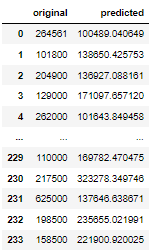 original predicted
0 264561 100489.040649
1 101800 138650.425753
2 204900 136927.088161
3 129000 171097.657120
4 262000 101643.849458
... ... ...
229 110000 169782.470475
230 217500 323278.349746
231 625000 137646.638671
232 198500 235655.021991
233 158500 221900.920025